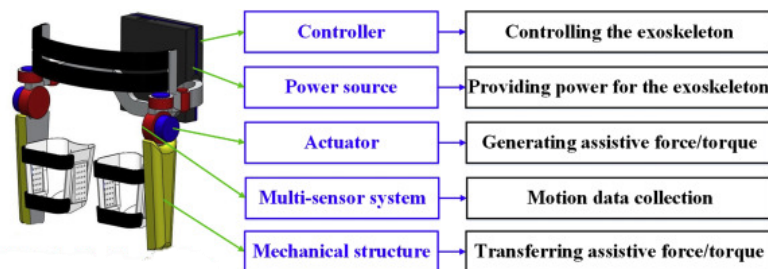 Controller
Controlling the exoskeleton
Power source
Providing power for the exoskeleton
Actuator
Generating assistive force/torque
Multi-sensor system
Motion data collection
Mechanical structure
Transferring assistive force/torque